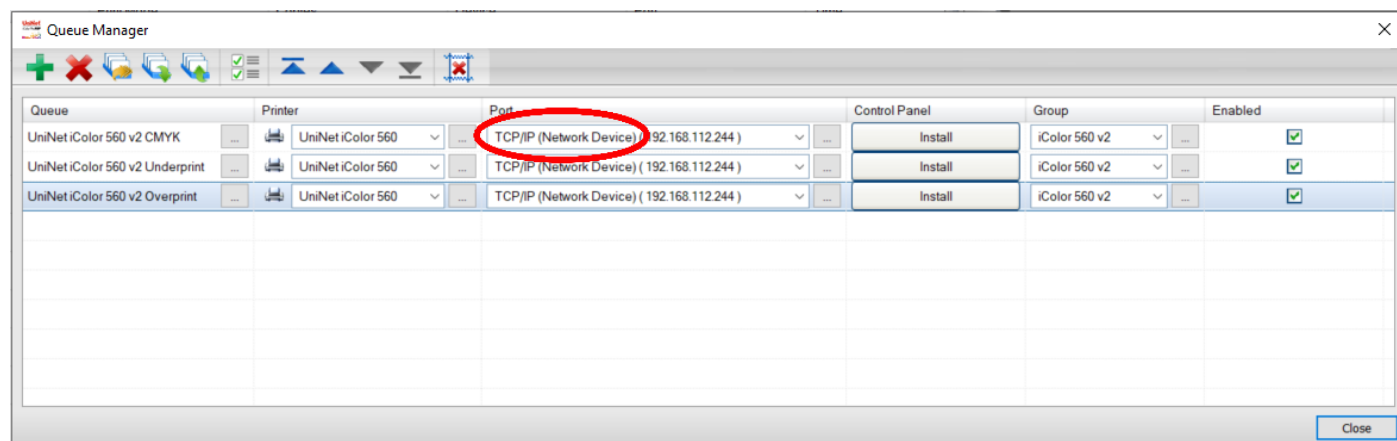 Queue Manager
Queue Printer Port Control Panel Group Enabled
UniNet iColor 560 v2 CMYK ... UniNet iColor 560 ... TCP/IP (Network Device) ( 192.168.112.244 ) ... Install iColor 560 v2 ...
UniNet iColor 560 v2 Underprint ... UniNet iColor 560 ... TCP/IP (Network Device) ( 192.168.112.244 ) ... Install iColor 560 v2 ...
UniNet iColor 560 v2 Overprint ... UniNet iColor 560 ... TCP/IP (Network Device) ( 192.168.112.244 ) ... Install iColor 560 v2 ...
Close